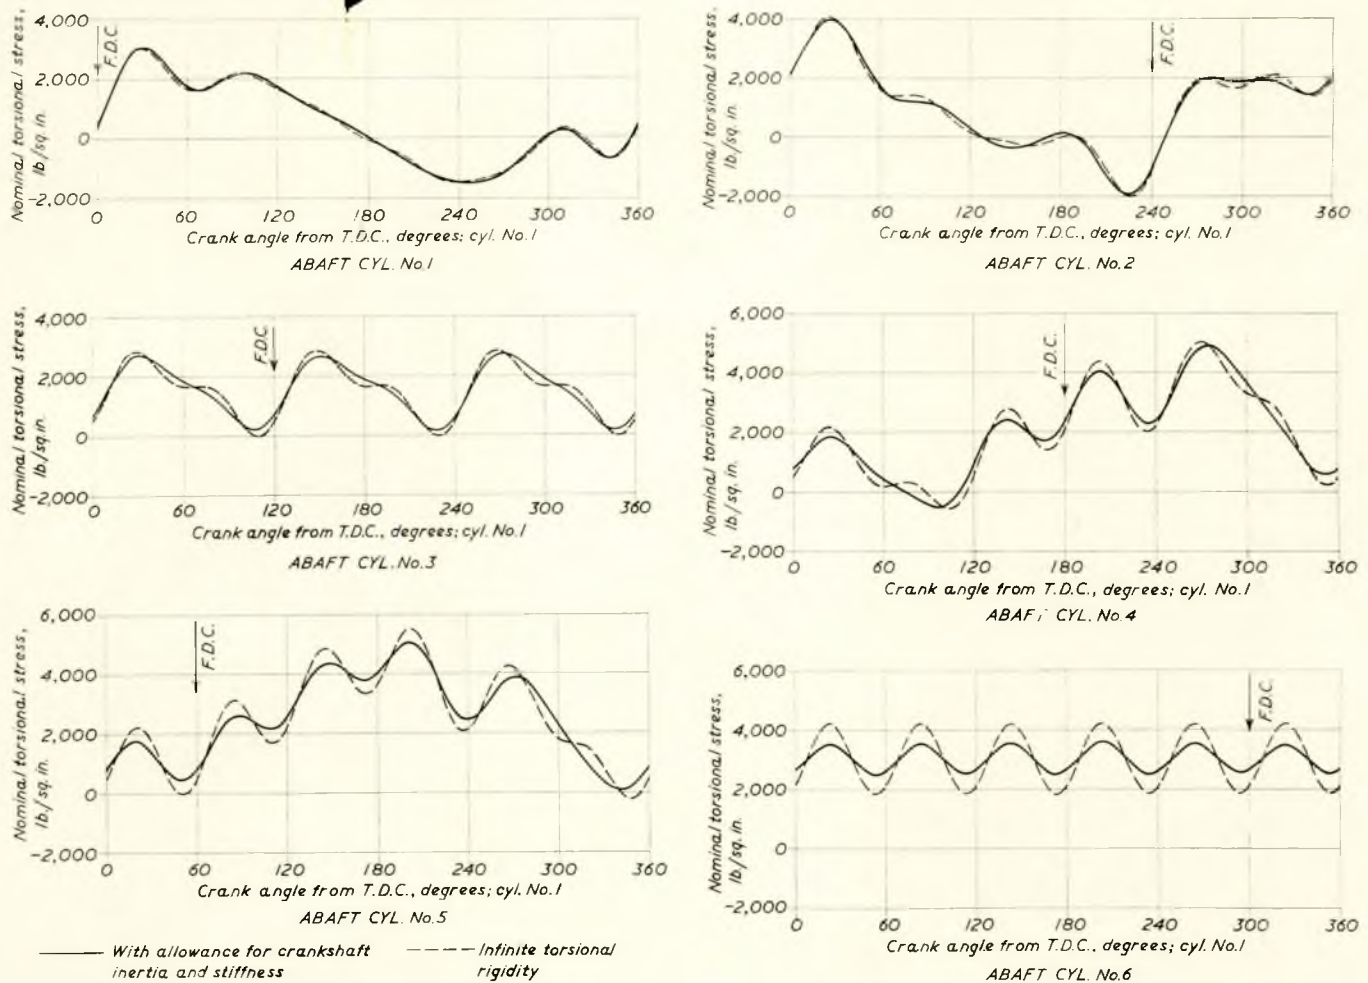 Nominal torsional stress,
lb/sq. in.
4,000
2,000
0
−2,000
F.D.C.
0 60 120 180 240 300 360
Crank angle from T.D.C., degrees; cyl. No.1
ABAFT CYL. No.1
Nominal torsional stress,
lb/sq. in.
4,000
2,000
0
−2,000
F.D.C.
0 60 120 180 240 300 360
Crank angle from T.D.C., degrees; cyl. No.1
ABAFT CYL. No.2
Nominal torsional stress,
lb/sq.in.
4,000
2,000
0
−2,000
F.D.C.
0 60 120 180 240 300 360
Crank angle from T.D.C., degrees; cyl. No.1
ABAFT CYL. No.3
Nominal torsional stress,
lb/sq.in.
6,000
4,000
2,000
0
−2,000
F.D.C.
0 60 120 180 240 300 360
Crank angle from T.D.C., degrees; cyl. No.1
ABAFT CYL. No.4
Nominal torsional stress,
lb./sq. in.
6,000
4,000
2,000
0
−2,000
F.D.C.
0 60 120 180 240 300 360
Crank angle from T.D.C., degrees; cyl. No.1
ABAFT CYL. No.5
Nominal torsional stress,
lb/sq. in.
6,000
4,000
2,000
0
−2,000
F.D.C.
0 60 120 180 240 300 360
Crank angle from T.D.C., degrees; cyl. No.1
ABAFT CYL. No.6
With allowance for crankshaft
inertia and stiffness
Infinite torsional
rigidity